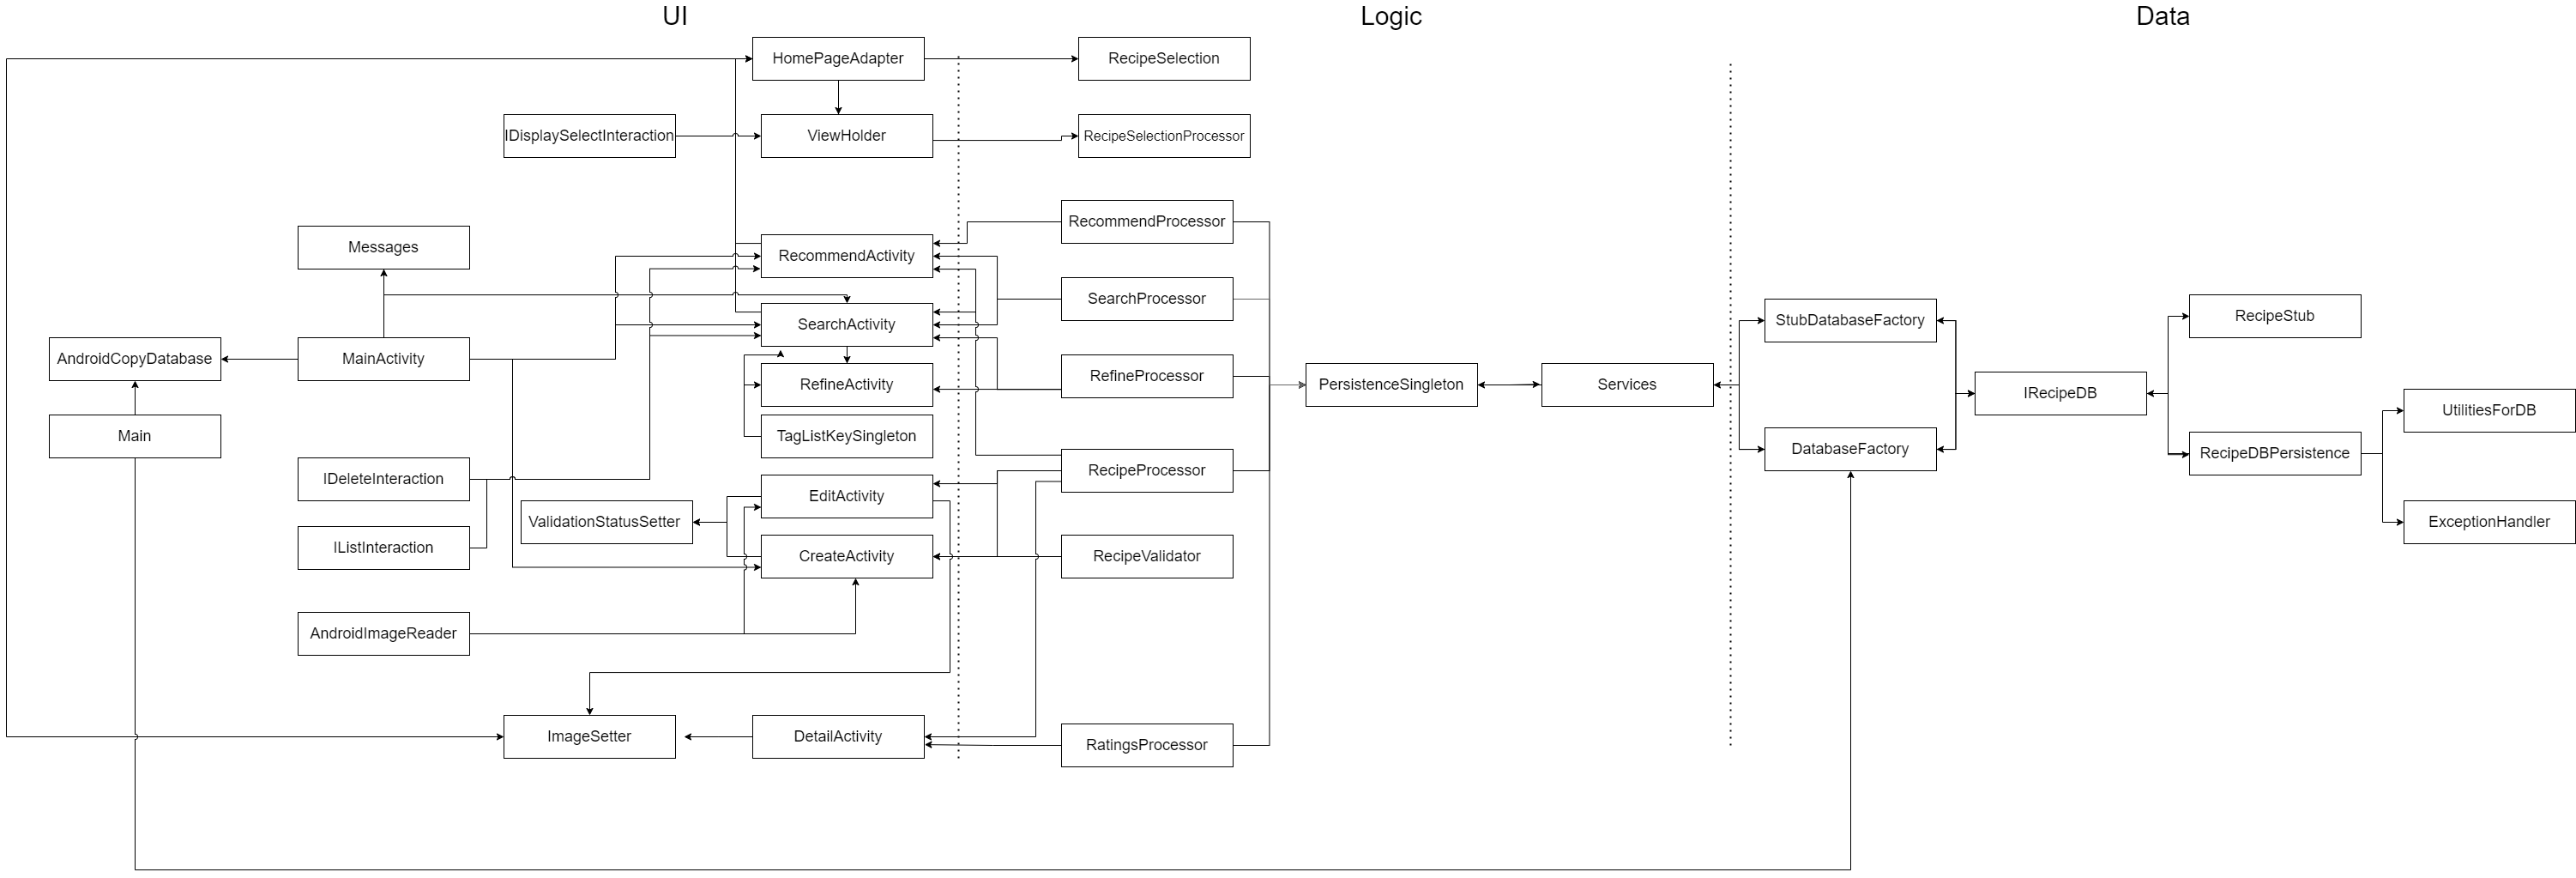 UI
Logic
Data
HomePageAdapter
RecipeSelection
IDisplaySelectInteraction
ViewHolder
RecipeSelectionProcessor
RecommendProcessor
Messages
RecommendActivity
SearchProcessor
StubDatabaseFactory
RecipeStub
SearchActivity
AndroidCopyDatabase
MainActivity
RefineProcessor
RefineActivity
PersistenceSingleton
Services
IRecipeDB
UtilitiesForDB
Main
TagListKeySingleton
DatabaseFactory
RecipeDBPersistence
IDeleteInteraction
RecipeProcessor
EditActivity
ValidationStatusSetter
ExceptionHandler
IListInteraction
CreateActivity
RecipeValidator
AndroidImageReader
ImageSetter
DetailActivity
RatingsProcessor